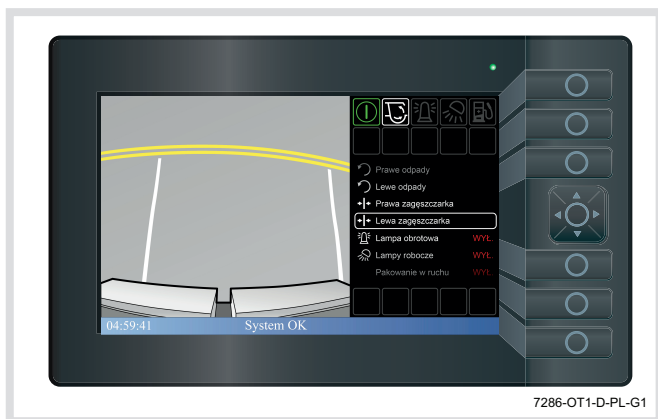 Prawe odpady
Lewe odpady
Prawa zagęszczarka
Lewa zagęszczarka
Lampa obrotowa WYŁ.
Lampy robocze WYŁ.
Pakowanie w ruchu WYŁ.
04:59:41 System OK
7286-OT1-D-PL-G1